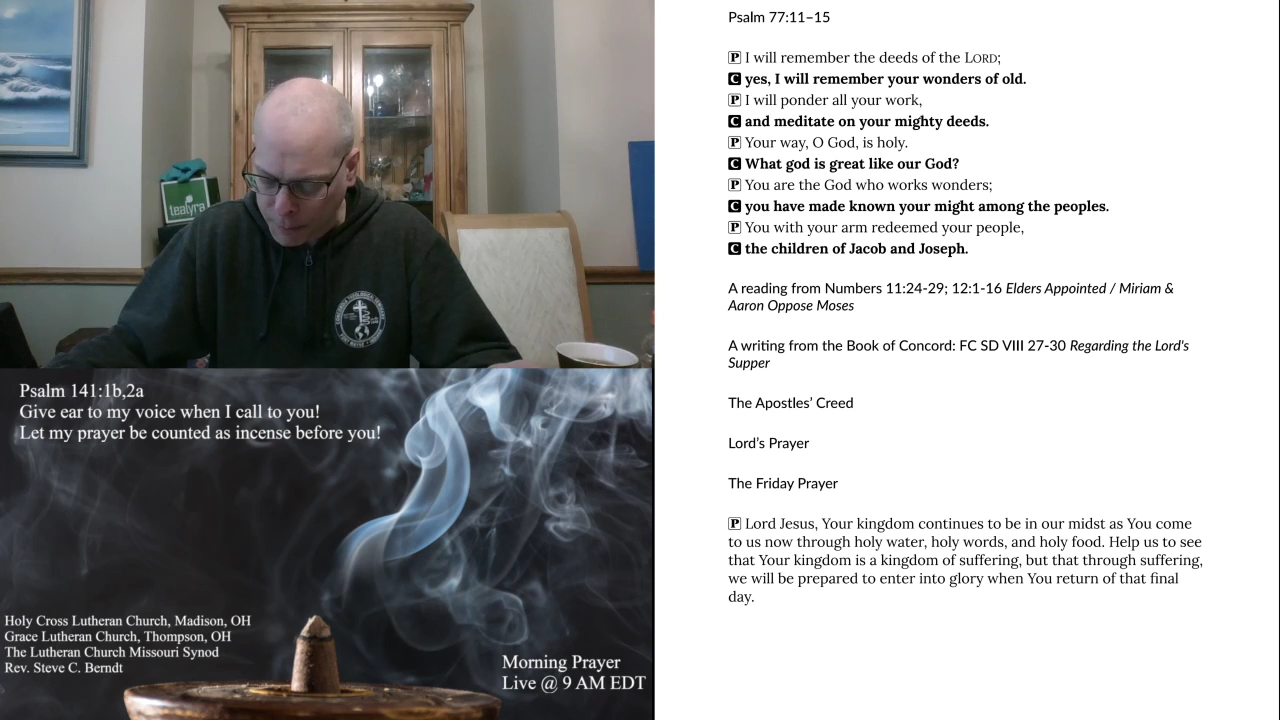 tealyra
Psalm 141:1b,2a
Give ear to my voice when I call to you!
Let my prayer be counted as incense before you!
Holy Cross Lutheran Church, Madison, OH
Grace Lutheran Church, Thompson, OH
The Lutheran Church Missouri Synod
Rev. Steve C. Berndt
Morning Prayer
Live @ 9 AM EDT
Psalm 77:11–15
P I will remember the deeds of the LORD;
C yes, I will remember your wonders of old.
P I will ponder all your work,
C and meditate on your mighty deeds.
P Your way, O God, is holy.
C What god is great like our God?
P You are the God who works wonders;
C you have made known your might among the peoples.
P You with your arm redeemed your people,
C the children of Jacob and Joseph.
A reading from Numbers 11:24-29; 12:1-16 Elders Appointed / Miriam &
Aaron Oppose Moses
A writing from the Book of Concord: FC SD VIII 27-30 Regarding the Lord's
Supper
The Apostles’ Creed
Lord’s Prayer
The Friday Prayer
P Lord Jesus, Your kingdom continues to be in our midst as You come
to us now through holy water, holy words, and holy food. Help us to see
that Your kingdom is a kingdom of suffering, but that through suffering,
we will be prepared to enter into glory when You return of that final
day.